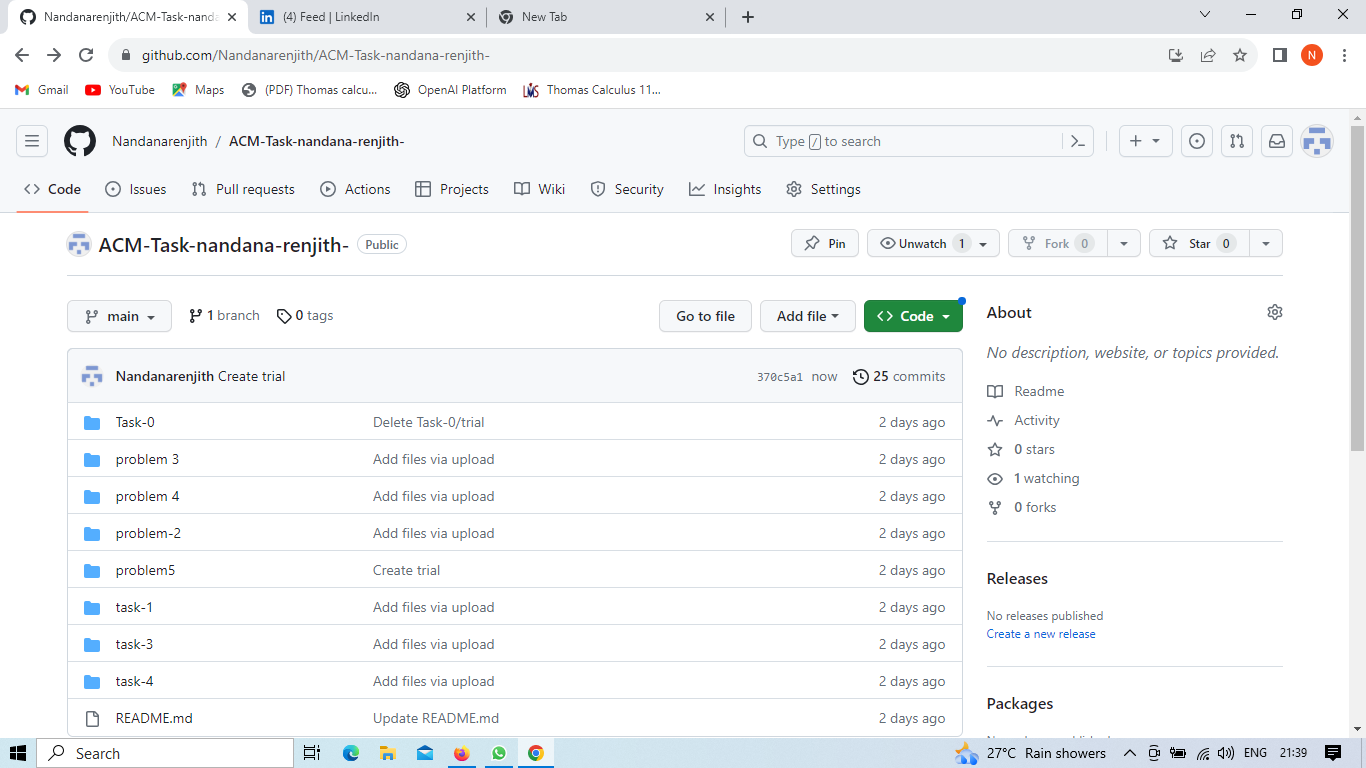 Nandanarenjith/ACM-Task-nanda
(4) Feed | LinkedIn
New Tab
github.com/Nandanarenjith/ACM-Task-nandana-renjith-
N
Gmail
YouTube
Maps
(PDF) Thomas calcu...
OpenAI Platform
Thomas Calculus 11...
Nandanarenjith / ACM-Task-nandana-renjith-
Type / to search
Code
Issues
Pull requests
Actions
Projects
Wiki
Security
Insights
Settings
ACM-Task-nandana-renjith- Public
Pin
Unwatch 1
Fork 0
Star 0
main
1 branch
0 tags
Go to file
Add file
Code
About
No description, website, or topics provided.
Nandanarenjith Create trial 370c5a1 now 25 commits
Task-0 Delete Task-0/trial 2 days ago
problem 3 Add files via upload 2 days ago
problem 4 Add files via upload 2 days ago
problem-2 Add files via upload 2 days ago
problem5 Create trial 2 days ago
task-1 Add files via upload 2 days ago
task-3 Add files via upload 2 days ago
task-4 Add files via upload 2 days ago
README.md Update README.md 2 days ago
Readme
Activity
0 stars
1 watching
0 forks
Releases
No releases published
Create a new release
Packages
Search
27°C Rain showers
ENG
21:39